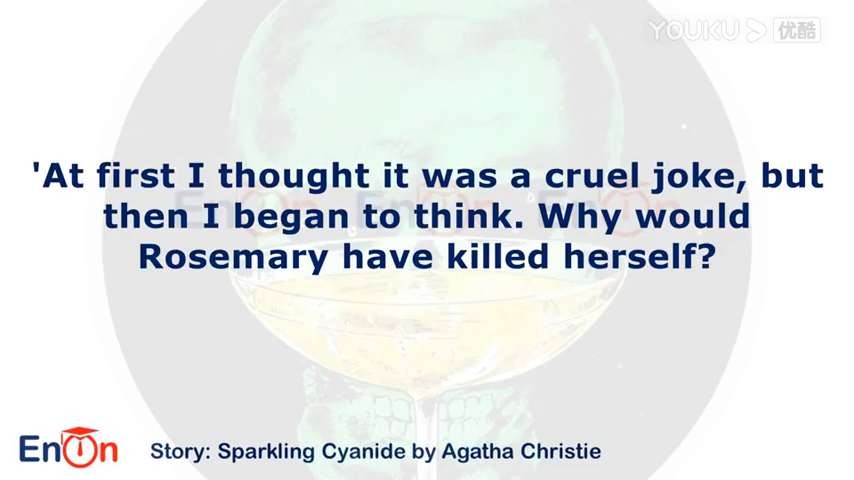 YOUKU 优酷
'At first I thought it was a cruel joke, but
then I began to think. Why would
Rosemary have killed herself?
EnOn
Story: Sparkling Cyanide by Agatha Christie